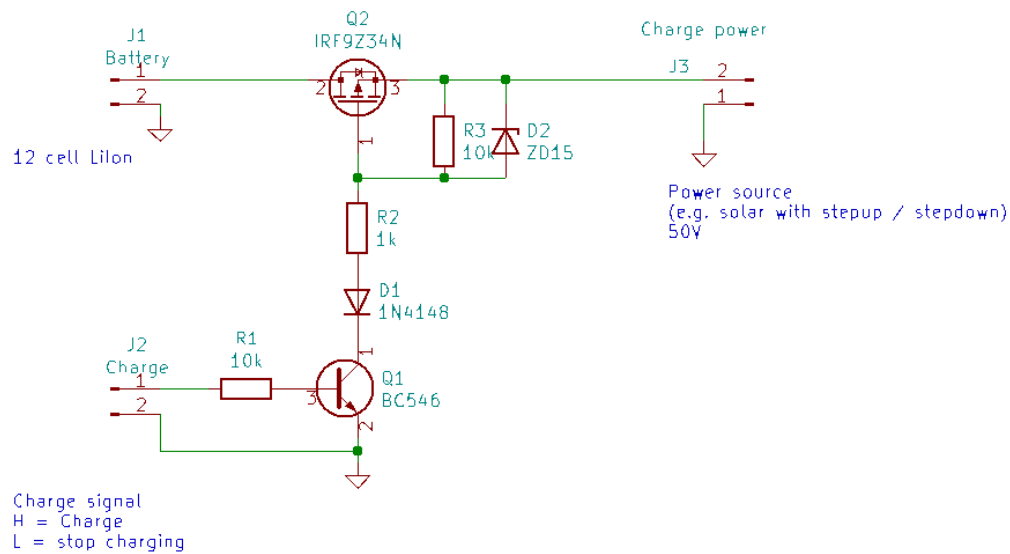 Q2
IRF9Z34N
J1
Battery
1
2
2
3
1
12 cell LiIon
Charge power
J3
2
1
R3
10k
D2
ZD15
Power source
(e.g. solar with stepup / stepdown)
50V
R2
1k
D1
1N4148
J2
Charge
1
2
R1
10k
1
3
2
Q1
BC546
Charge signal
H = Charge
L = stop charging